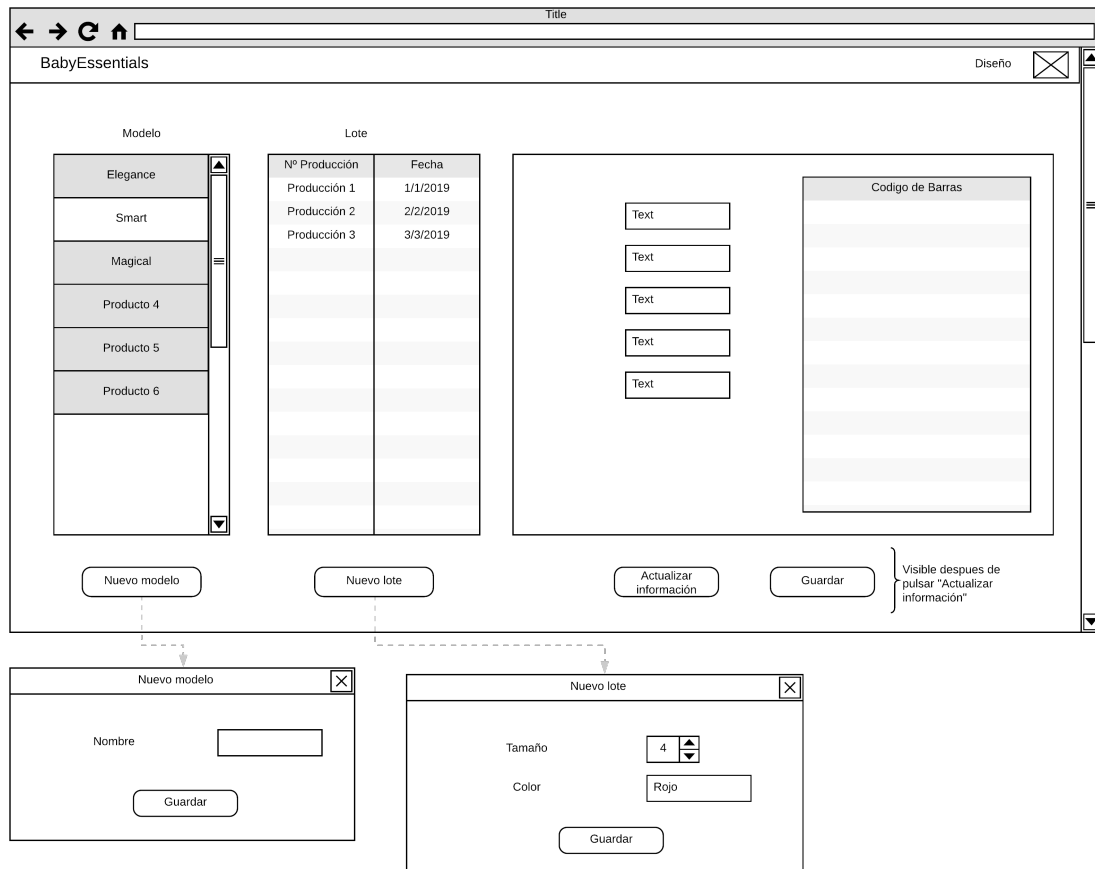 Title
BabyEssentials
Diseño
Modelo
Lote
Elegance
Smart
Magical
Producto 4
Producto 5
Producto 6
Nº Producción Fecha
Producción 1 1/1/2019
Producción 2 2/2/2019
Producción 3 3/3/2019
Text
Text
Text
Text
Text
Codigo de Barras
Nuevo modelo
Nuevo lote
Actualizar
información
Guardar
Visible despues de
pulsar "Actualizar
información"
Nuevo modelo
Nombre
Guardar
Nuevo lote
Tamaño 4
Color Rojo
Guardar